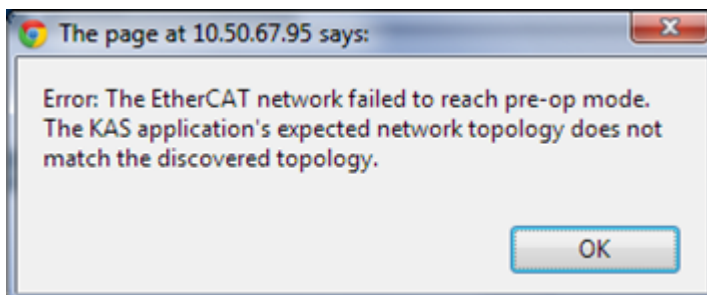 The page at 10.50.67.95 says:
Error: The EtherCAT network failed to reach pre-op mode.
The KAS application's expected network topology does not
match the discovered topology.
OK